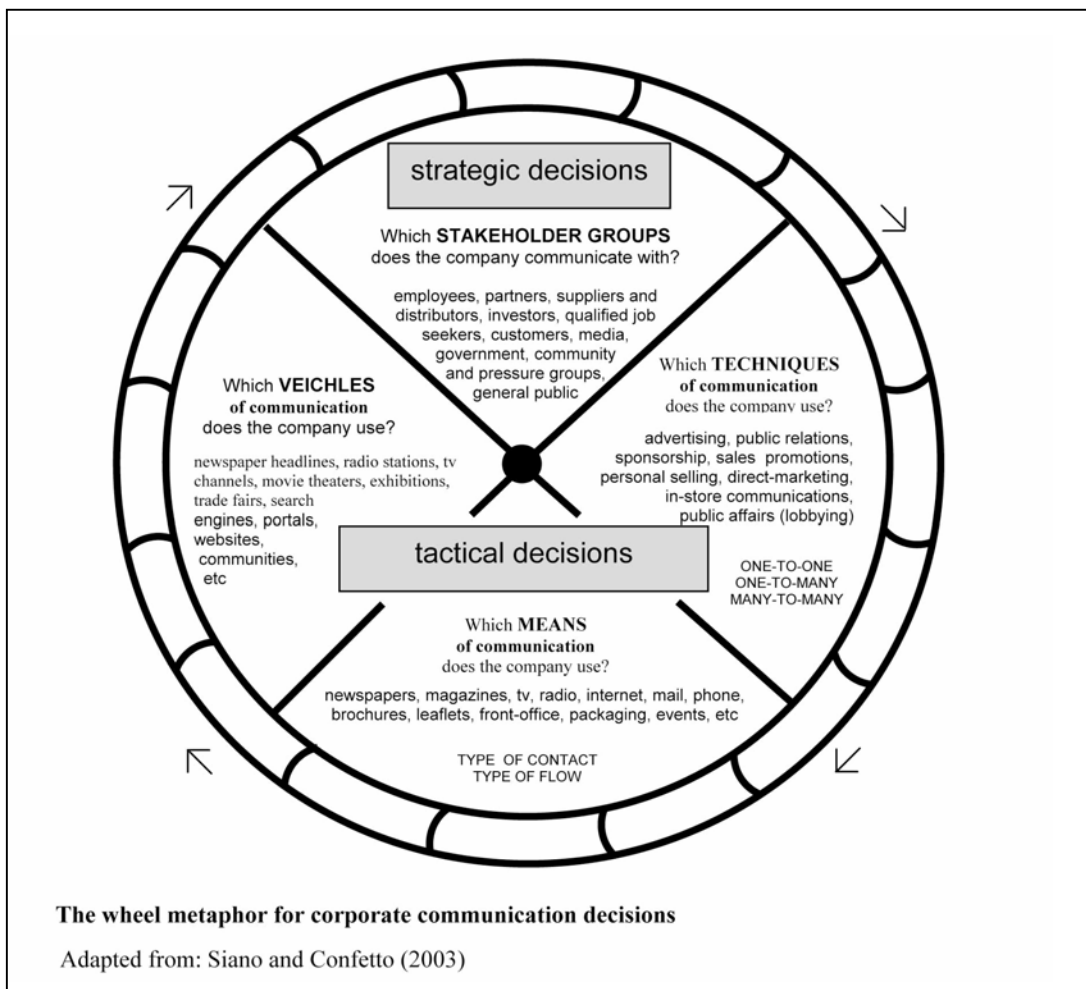 strategic decisions
Which STAKEHOLDER GROUPS
does the company communicate with?
employees, partners, suppliers and
distributors, investors, qualified job
seekers, customers, media,
government, community
and pressure groups,
general public
Which TECHNIQUES
of communication
does the company use?
advertising, public relations,
sponsorship, sales promotions,
personal selling, direct-marketing,
in-store communications,
public affairs (lobbying)
ONE-TO-ONE
ONE-TO-MANY
MANY-TO-MANY
tactical decisions
Which MEANS
of communication
does the company use?
newspapers, magazines, tv, radio, internet, mail, phone,
brochures, leaflets, front-office, packaging, events, etc
TYPE OF CONTACT
TYPE OF FLOW
Which VEICHLES
of communication
does the company use?
newspaper headlines, radio stations, tv
channels, movie theaters, exhibitions,
trade fairs, search
engines, portals,
websites,
communities,
etc
The wheel metaphor for corporate communication decisions
Adapted from: Siano and Confetto (2003)